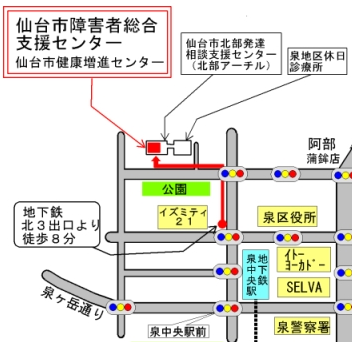 仙台市障害者総合
支援センター
仙台市健康増進センター
仙台市北部発達
相談支援センター
（北部アーチル）
泉地区休日
診療所
阿部
蒲鉾店
公園
イズミティ
２１
泉区役所
地下鉄
北３出口より
徒歩８分
地下鉄
泉中央駅
イトー
ヨーカドー
SELVA
泉ヶ岳通り
泉中央駅前
泉警察署